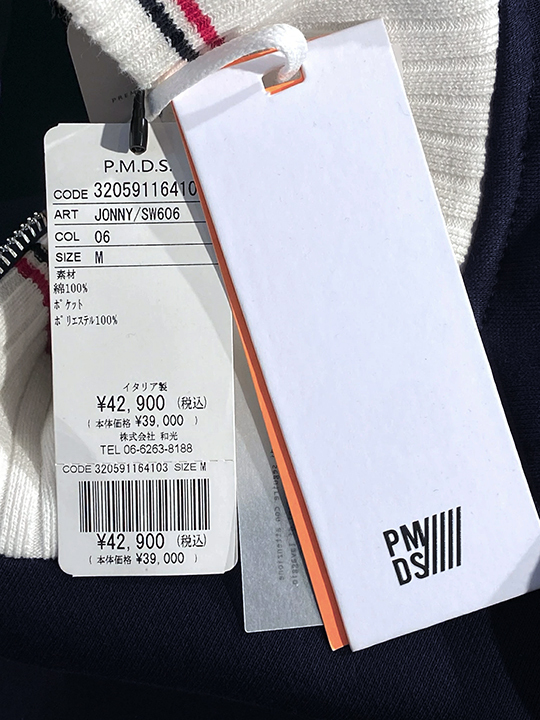 P.M.D.S.
CODE 32059116410
ART JONNY/SW606
COL 06
SIZE M
素材
綿100%
ポケット
ポリエステル100%
イタリア製
¥42,900 (税込)
( 本体価格 ¥39,000 )
株式会社 和光
TEL 06-6263-8188
CODE 320591164103 SIZE M
¥42,900 (税込)
( 本体価格 ¥39,000 )
PM
DS